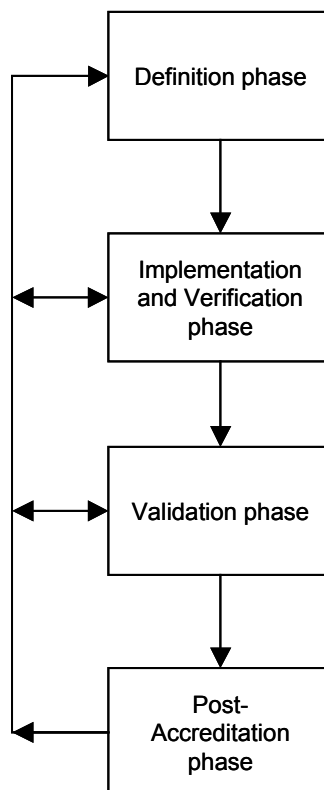 Definition phase
Implementation
and Verification
phase
Validation phase
Post-
Accreditation
phase